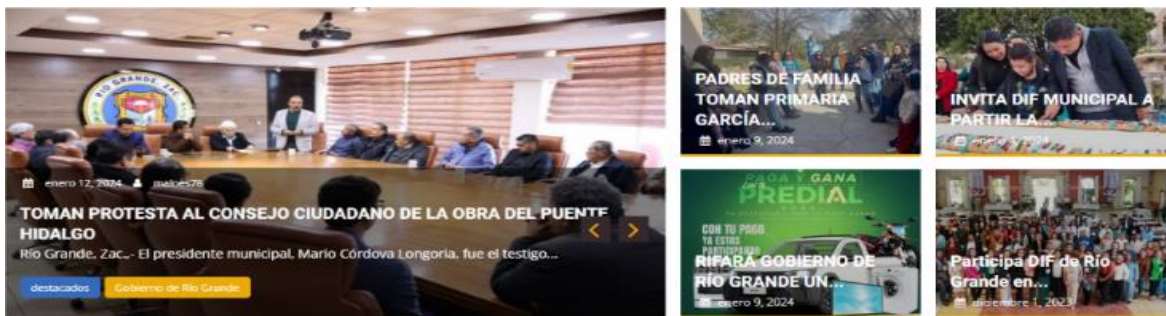 RIO GRANDE, ZAC.
enero 12, 2024
TOMAN PROTESTA AL CONSEJO CIUDADANO DE LA OBRA DEL PUENTE
HIDALGO
Río Grande, Zac.,- El presidente municipal, Mario Córdova Longoria, fue el testigo...
destacados Gobierno de Río Grande
PADRES DE FAMILIA
TOMAN PRIMARIA
GARCÍA...
enero 9, 2024
INVITA DIF MUNICIPAL A
PARTIR LA...
2024
PAGA Y GANA
PREDIAL
CON TU PAGO
YA ESTAS
PARTICIPANDO
RIFARÁ GOBIERNO DE
RÍO GRANDE UN...
enero 9, 2024
Participa DIF de Río
Grande en...
diciembre 1, 2023